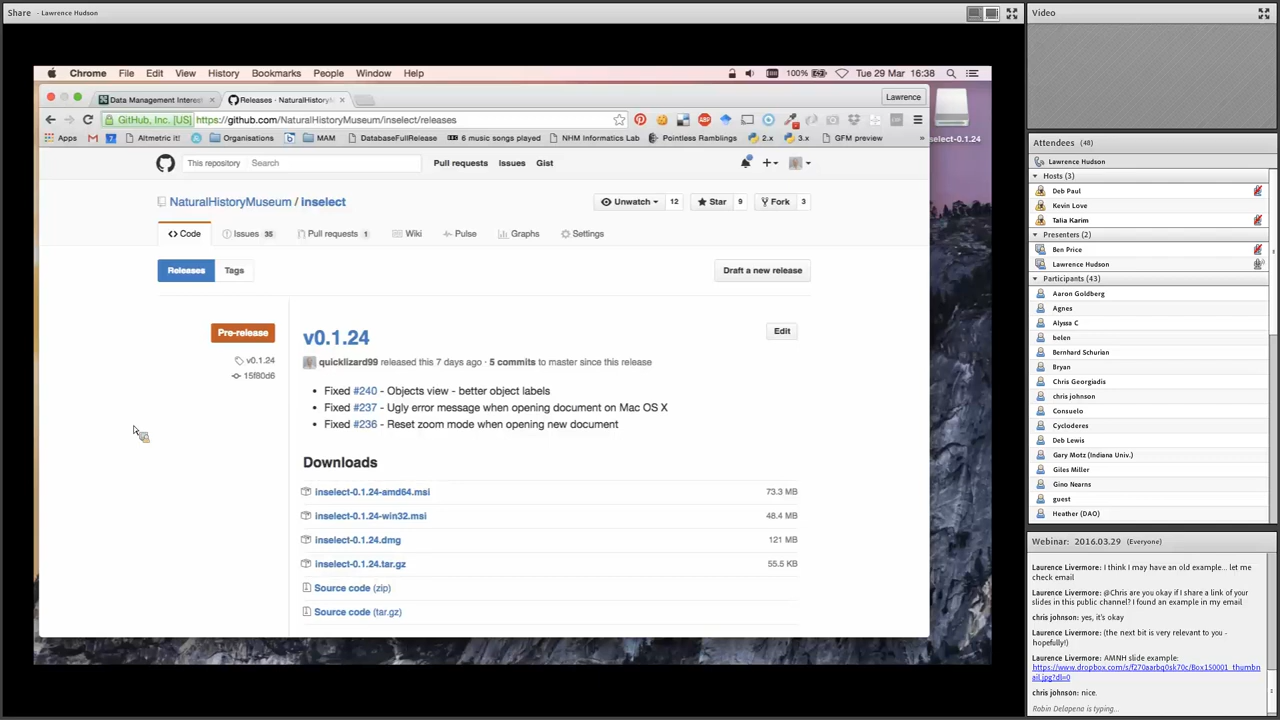 Share - Lawrence Hudson
Chrome File Edit View History Bookmarks People Window Help
100% Tue 29 Mar 16:38
Data Management Interest
Releases · NaturalHistory
Lawrence
GitHub, Inc. [US] https://github.com/NaturalHistoryMuseum/inselect/releases
Apps Altmetric it! Organisations MAM DatabaseFullRelease 6 music songs played NHM Informatics Lab Pointless Ramblings 2.x 3.x GFM preview
select-0.1.24
This repository Search Pull requests Issues Gist
NaturalHistoryMuseum / inselect
Unwatch 12 Star 9 Fork 3
Code Issues 35 Pull requests 1 Wiki Pulse Graphs Settings
Releases Tags
Draft a new release
Pre-release
v0.1.24
15f80d6
v0.1.24
Edit
quicklizard99 released this 7 days ago · 5 commits to master since this release
• Fixed #240 - Objects view - better object labels
• Fixed #237 - Ugly error message when opening document on Mac OS X
• Fixed #236 - Reset zoom mode when opening new document
Downloads
inselect-0.1.24-amd64.msi 73.3 MB
inselect-0.1.24-win32.msi 48.4 MB
inselect-0.1.24.dmg 121 MB
inselect-0.1.24.tar.gz 55.5 KB
Source code (zip)
Source code (tar.gz)
Video
Attendees (48)
Lawrence Hudson
Hosts (3)
Deb Paul
Kevin Love
Talia Karim
Presenters (2)
Ben Price
Lawrence Hudson
Participants (43)
Aaron Goldberg
Agnes
Alyssa C
belen
Bernhard Schurian
Bryan
Chris Georgiadis
chris johnson
Consuelo
Cycloderes
Deb Lewis
Gary Motz (Indiana Univ.)
Giles Miller
Gino Nearns
guest
Heather (DAO)
Webinar: 2016.03.29 (Everyone)
Laurence Livermore: I think I may have an old example... let me
check email
Laurence Livermore: @Chris are you okay if I share a link of your
slides in this public channel? I found an example in my email
chris johnson: yes, it's okay
Laurence Livermore: (the next bit is very relevant to you -
hopefully!)
Laurence Livermore: AMNH slide example:
https://www.dropbox.com/s/f270aarbq0sk70c/Box150001_thumbn
ail.jpg?dl=0
chris johnson: nice.
Robin Delapena is typing...